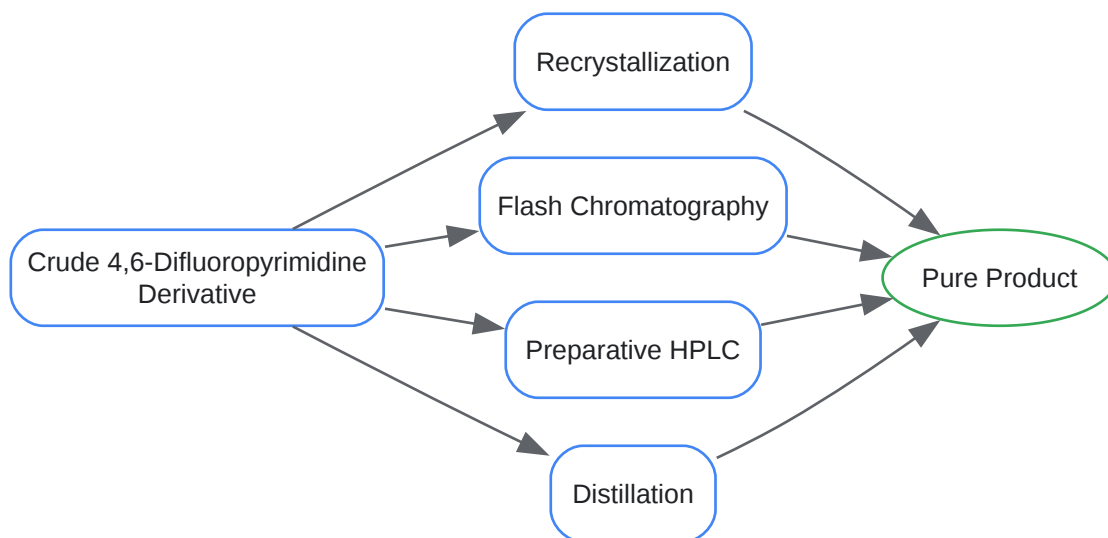 Recrystallization
Flash Chromatography
Crude 4,6-Difluoropyrimidine
Derivative
Pure Product
Preparative HPLC
Distillation